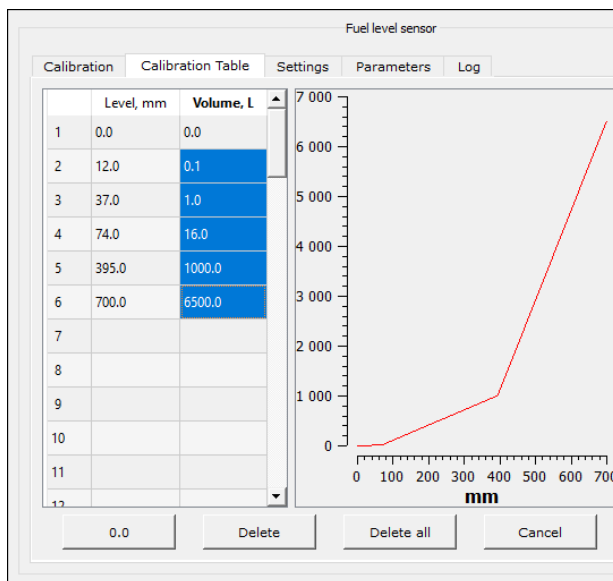 Fuel level sensor
Calibration Calibration Table Settings Parameters Log
Level, mm Volume, L
1 0.0 0.0
2 12.0 0.1
3 37.0 1.0
4 74.0 16.0
5 395.0 1000.0
6 700.0 6500.0
7
8
9
10
11
12
7 000
6 000
5 000
4 000
3 000
2 000
1 000
0
0 100 200 300 400 500 600 700
mm
0.0 Delete Delete all Cancel